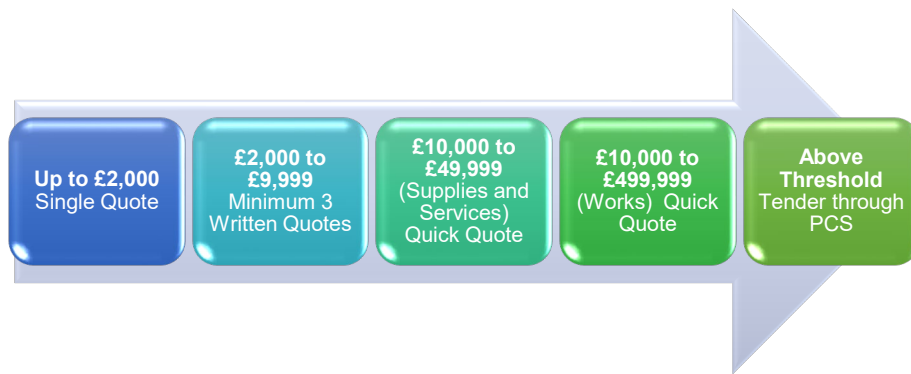 Up to £2,000
Single Quote
£2,000 to
£9,999
Minimum 3
Written Quotes
£10,000 to
£49,999
(Supplies and
Services)
Quick Quote
£10,000 to
£499,999
(Works) Quick
Quote
Above
Threshold
Tender through
PCS